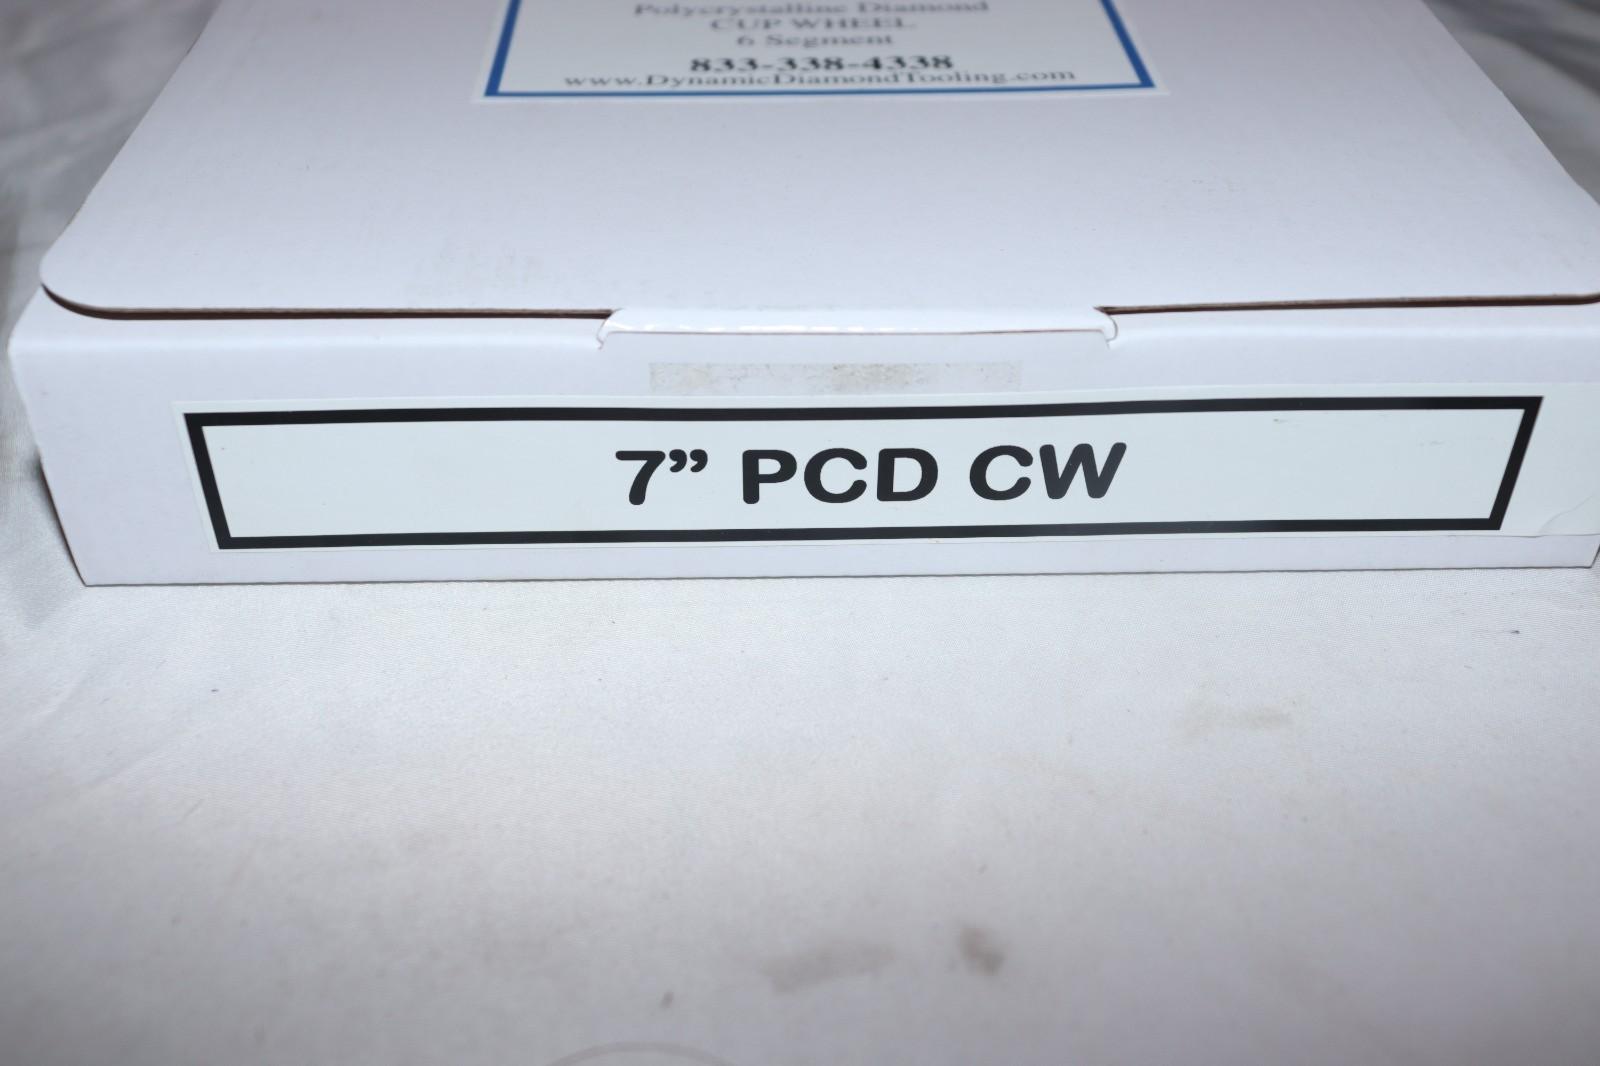 Polycrystalline Diamond
CUP WHEEL
6 Segment
833-338-4338
www.DynamicDiamondTooling.com
7” PCD CW